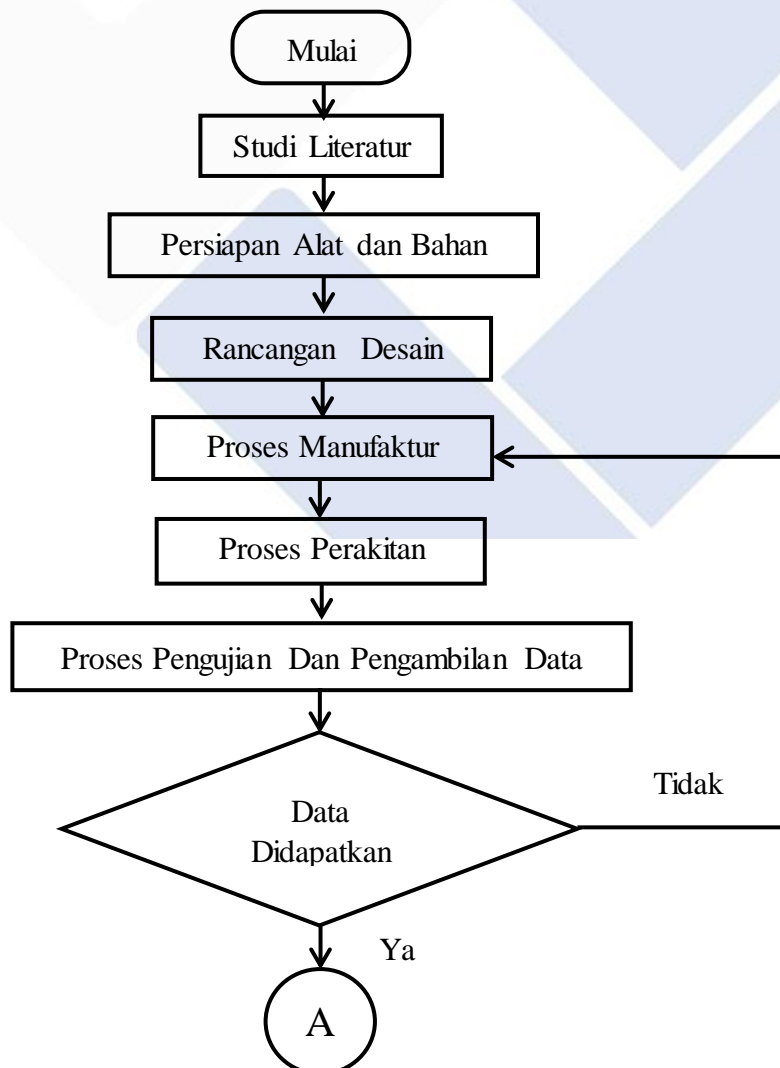 Mulai
Studi Literatur
Persiapan Alat dan Bahan
Rancangan Desain
Proses Manufaktur
Proses Perakitan
Proses Pengujian Dan Pengambilan Data
Tidak
Data
Didapatkan
Ya
A